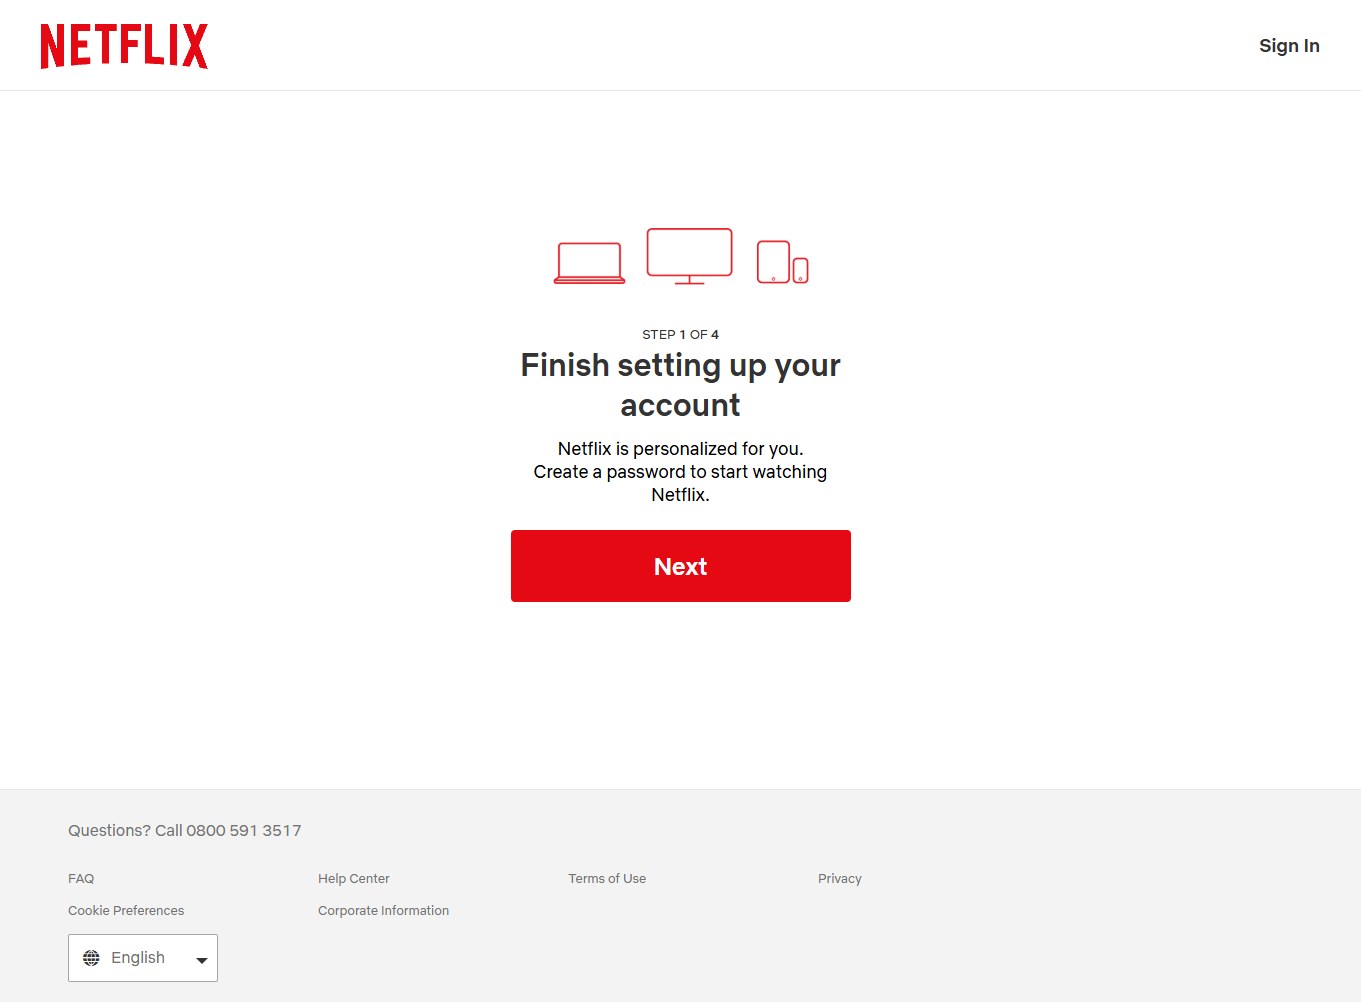 NETFLIX
Sign In
STEP 1 OF 4
Finish setting up your
account
Netflix is personalized for you.
Create a password to start watching
Netflix.
Next
Questions? Call 0800 591 3517
FAQ
Help Center
Terms of Use
Privacy
Cookie Preferences
Corporate Information
English